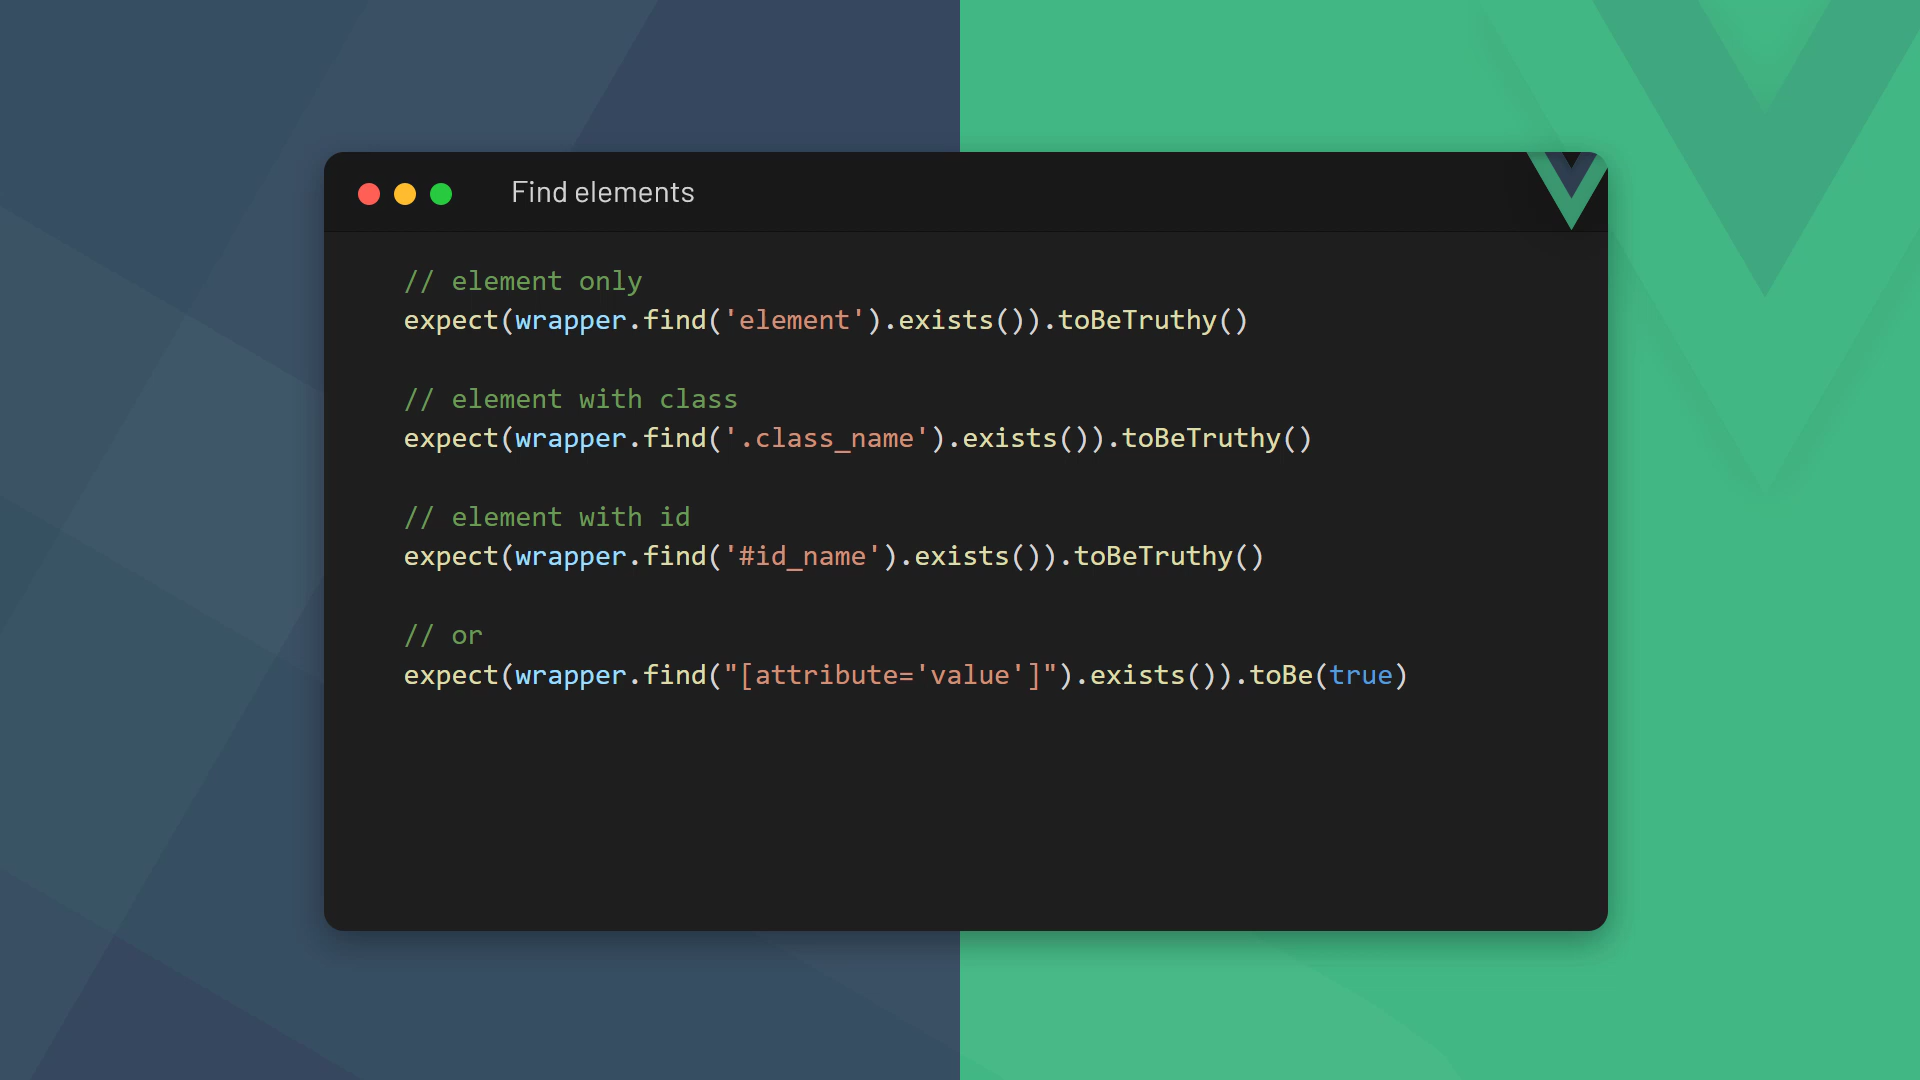 Find elements
// element only
expect(wrapper.find('element').exists()).toBeTruthy()
// element with class
expect(wrapper.find('.class_name').exists()).toBeTruthy()
// element with id
expect(wrapper.find('#id_name').exists()).toBeTruthy()
// or
expect(wrapper.find("[attribute='value']").exists()).toBe(true)